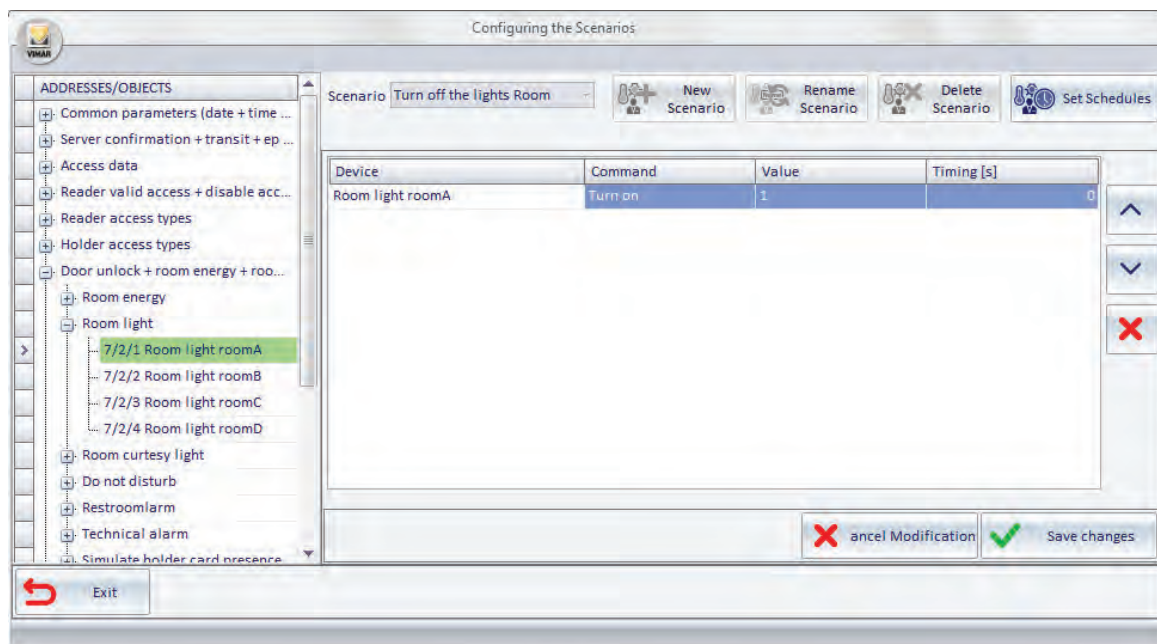 Configuring the Scenarios
VIMAR
ADDRESSES/OBJECTS
Common parameters (date + time ...
Server confirmation + transit + ep ...
Access data
Reader valid access + disable acc...
Reader access types
Holder access types
Door unlock + room energy + roo...
Room energy
Room light
7/2/1 Room light roomA
7/2/2 Room light roomB
7/2/3 Room light roomC
7/2/4 Room light roomD
Room curtesy light
Do not disturb
Restroomlarm
Technical alarm
Simulate holder card presence
Scenario Turn off the lights Room
New
Scenario
Rename
Scenario
Delete
Scenario
Set Schedules
Device Command Value Timing [s]
Room light roomA Turn on 1 0
ancel Modification
Save changes
Exit